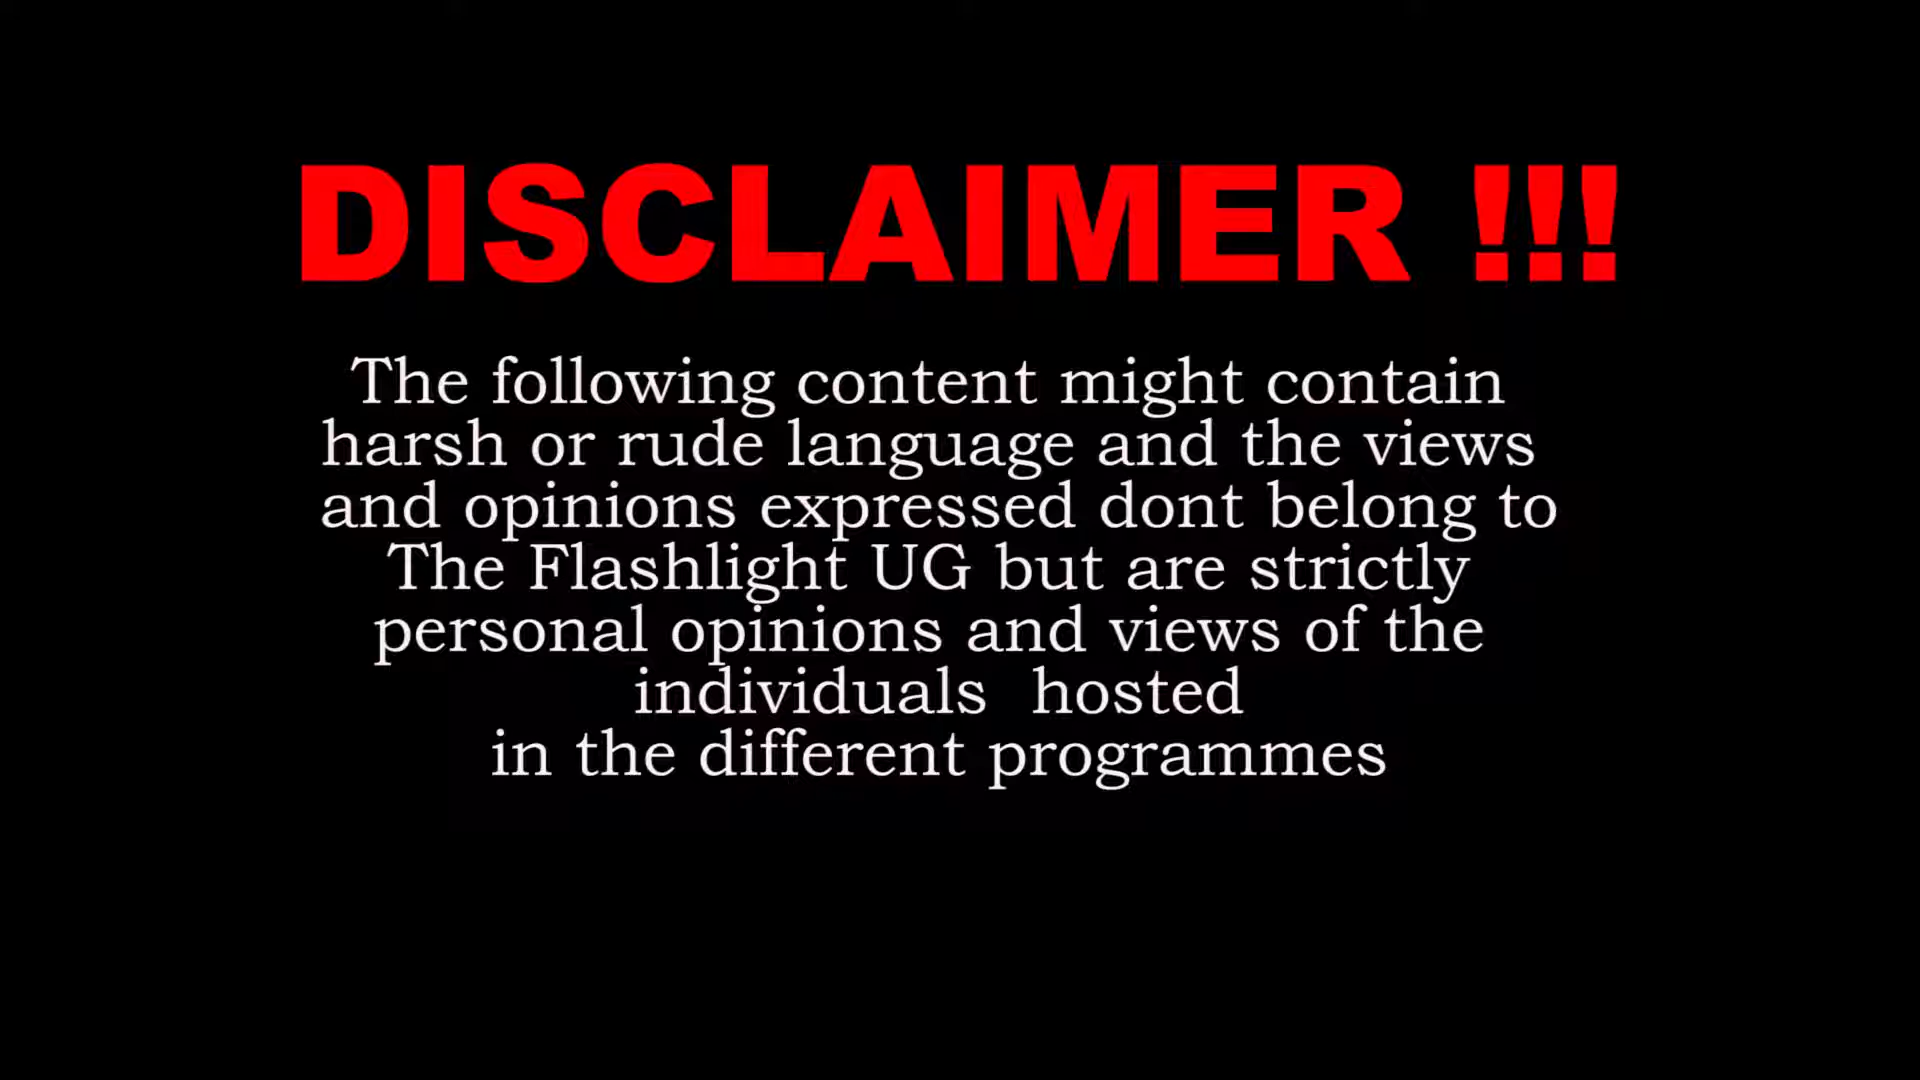 DISCLAIMER !!!
The following content might contain
harsh or rude language and the views
and opinions expressed dont belong to
The Flashlight UG but are strictly
personal opinions and views of the
individuals  hosted
in the different programmes